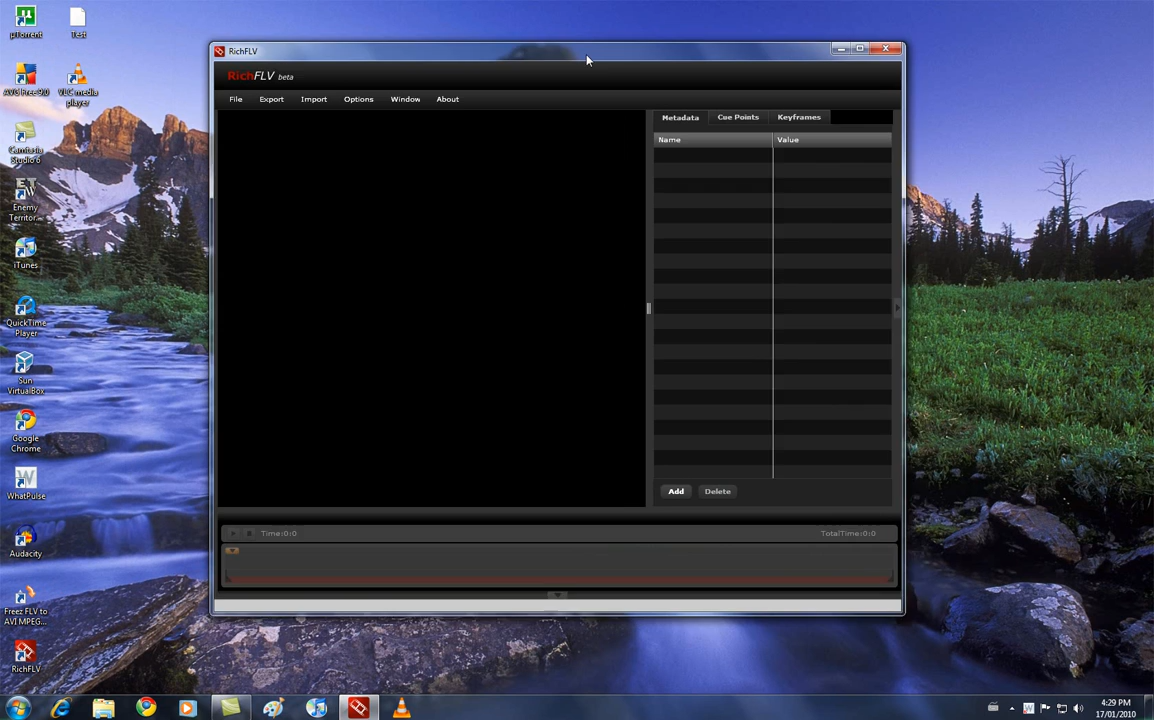 µTorrent
Test
AVG Free 9.0
VLC media
player
Camtasia
Studio 6
Enemy
Territor...
iTunes
QuickTime
Player
Sun
VirtualBox
Google
Chrome
WhatPulse
Audacity
Freez FLV to
AVI MPEG...
RichFLV
RichFLV
RichFLV beta
File Export Import Options Window About
Metadata Cue Points Keyframes
Name Value
Add Delete
Time:0:0 TotalTime:0:0
4:29 PM
17/01/2010